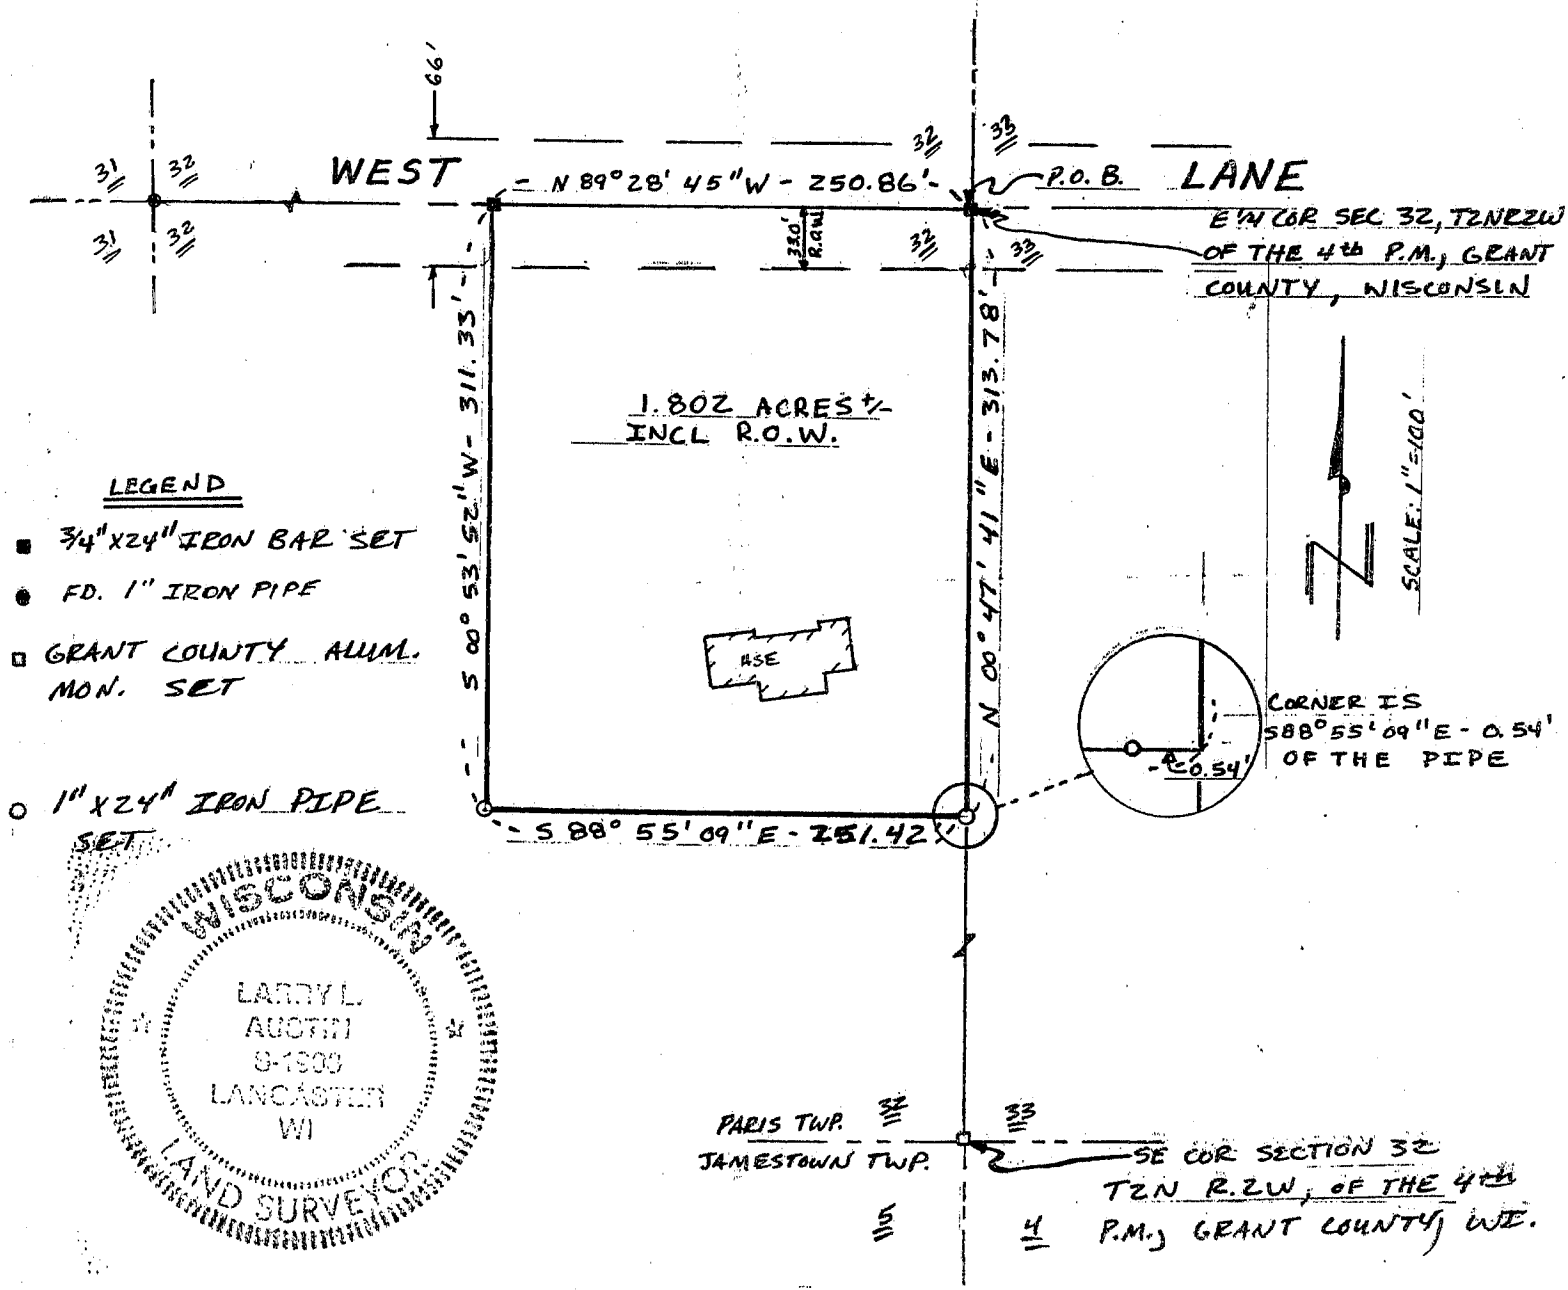 66'
31 32
31 32
WEST LANE
32 33
32 33
N 89° 28' 45" W - 250.86'
P.O.B.
E 1/4 COR SEC 32, T2NR2W
OF THE 4th P.M., GRANT
COUNTY, WISCONSIN
33.0'
R.O.W.
S 00° 53' 52" W - 311.33'
N 00° 47' 41" E - 313.78'
1.802 ACRES +/-
INCL R.O.W.
SCALE: 1"=100'
LEGEND
3/4" X 24" IRON BAR SET
FD. 1" IRON PIPE
GRANT COUNTY ALUM.
MON. SET
1" X 24" IRON PIPE
SET
HSE
CORNER IS
S88° 55' 09" E - 0.54'
OF THE PIPE
0.54'
S 88° 55' 09" E - 251.42
WISCONSIN
LARRY L.
AUSTIN
LANCASTER
WI
LAND SURVEYOR
PARIS TWP. 32 33
JAMESTOWN TWP.
5 4
SE COR SECTION 32
T2N R.2W, OF THE 4th
P.M., GRANT COUNTY, WI.